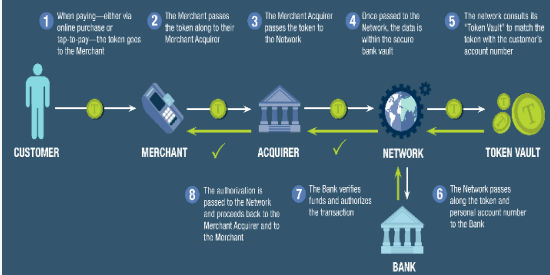 1 When paying—either via
online purchase or
tap-to-pay—the token goes
to the Merchant
2 The Merchant passes
the token along to their
Merchant Acquirer
3 The Merchant Acquirer
passes the token to
the Network
4 Once passed to the
Network, the data is
within the secure
bank vault
5 The network consults its
"Token Vault" to match the
token with the customer's
account number
T
T
T
T
T
T
CUSTOMER
MERCHANT
ACQUIRER
NETWORK
TOKEN VAULT
8 The authorization is
passed to the Network
and proceeds back to the
Merchant Acquirer and to
the Merchant
7 The Bank verifies
funds and authorizes
the transaction
6 The Network passes
along the token and
personal account number
to the Bank
BANK